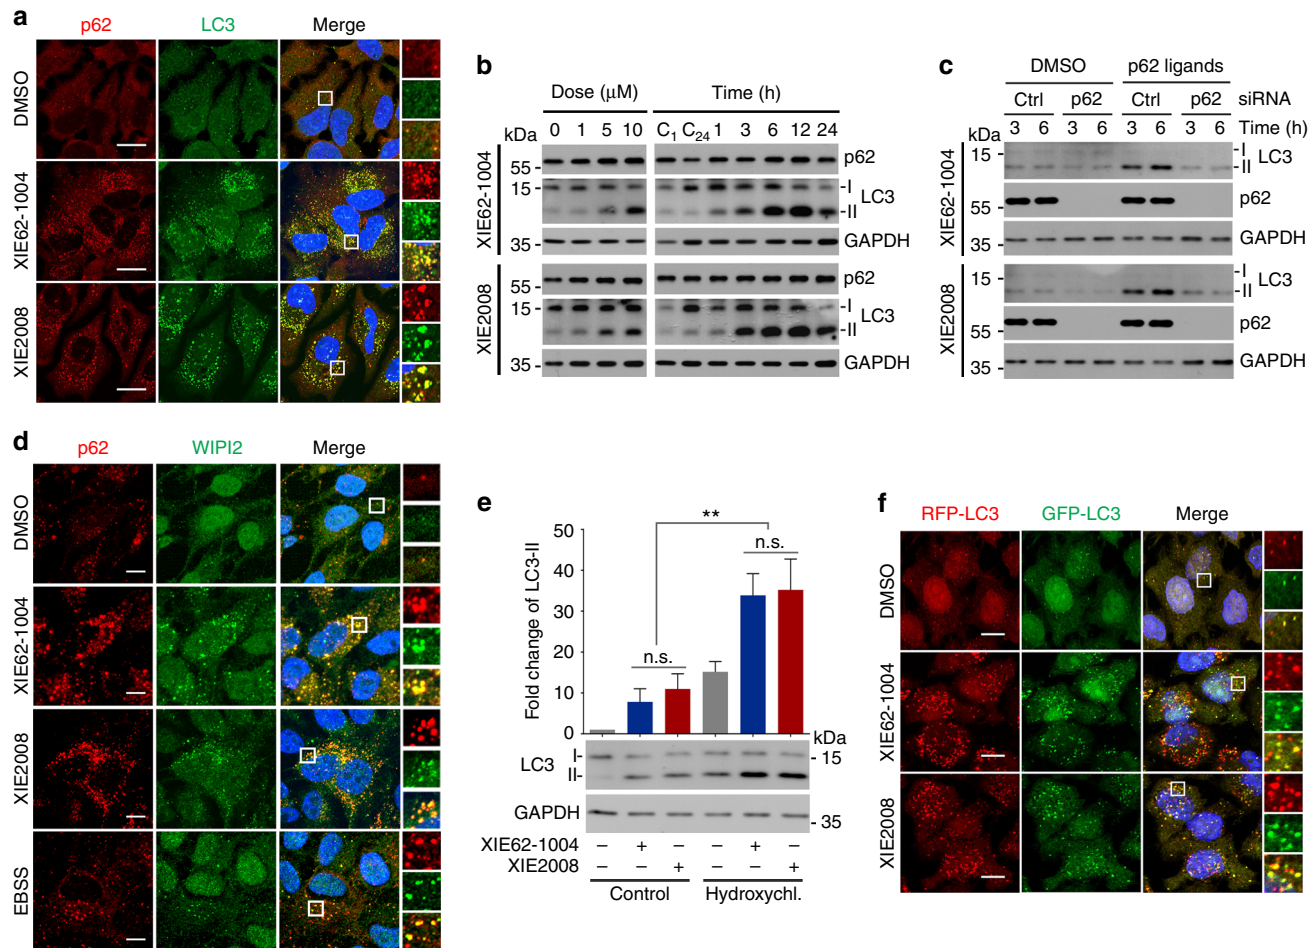 a
p62 LC3 Merge
DMSO
XIE62-1004
XIE2008
b
Dose (μM) Time (h)
kDa 0 1 5 10 C1 C24 1 3 6 12 24
XIE62-1004
55 p62
15 I LC3
II
35 GAPDH
XIE2008
55 p62
15 I LC3
II
35 GAPDH
c
DMSO p62 ligands
Ctrl p62 Ctrl p62 siRNA
kDa 3 6 3 6 3 6 3 6 Time (h)
XIE62-1004
15 I LC3
II
55 p62
35 GAPDH
XIE2008
15 I LC3
II
55 p62
35 GAPDH
d
p62 WIPI2 Merge
DMSO
XIE62-1004
XIE2008
EBSS
e
Fold change of LC3-II
50
40
30
20
10
0
**
n.s.
n.s.
kDa
LC3 I- - 15
II-
GAPDH - 35
XIE62-1004 – + – – + –
XIE2008 – – + – – +
Control Hydroxychl.
f
RFP-LC3 GFP-LC3 Merge
DMSO
XIE62-1004
XIE2008